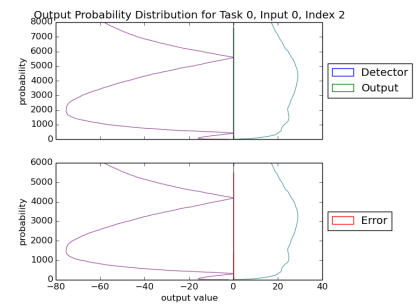 Output Probability Distribution for Task 0, Input 0, Index 2
8000
7000
6000
5000
4000
3000
2000
1000
0
probability
Detector
Output
6000
5000
4000
3000
2000
1000
0
probability
Error
−80 −60 −40 −20 0 20 40
output value